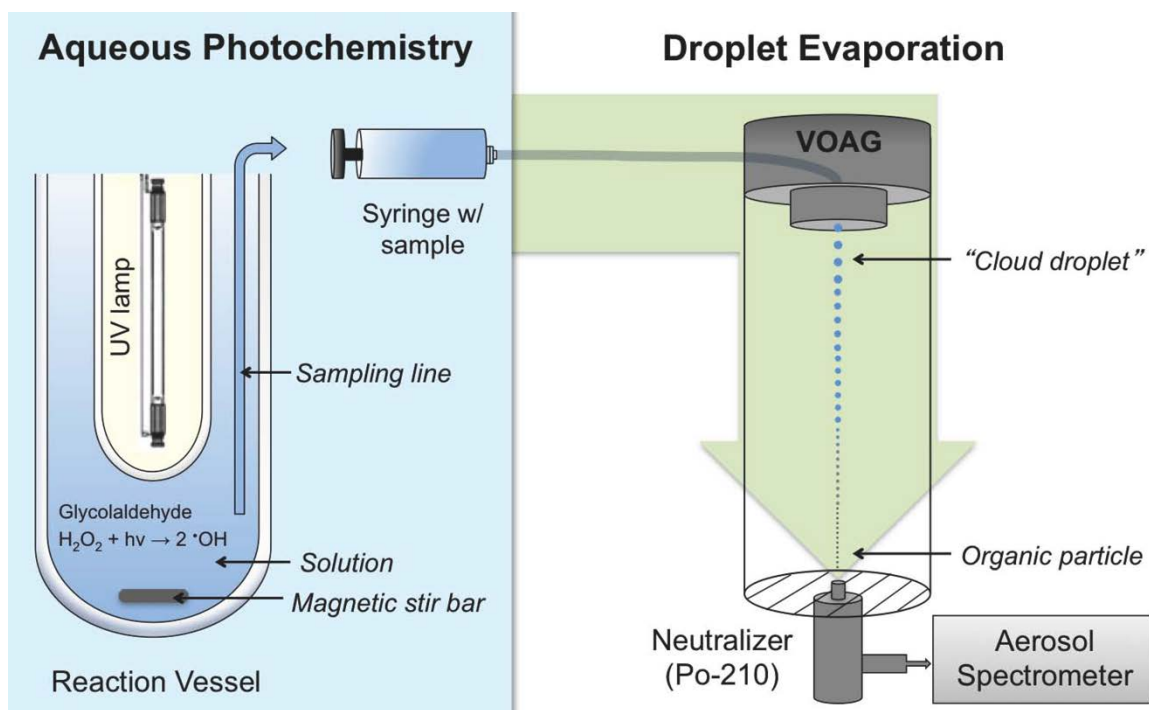 Aqueous Photochemistry
UV lamp
Syringe w/
sample
Sampling line
Glycolaldehyde
H₂O₂ + hv → 2 •OH
Solution
Magnetic stir bar
Reaction Vessel
Droplet Evaporation
VOAG
“Cloud droplet”
Organic particle
Neutralizer
(Po-210)
Aerosol
Spectrometer